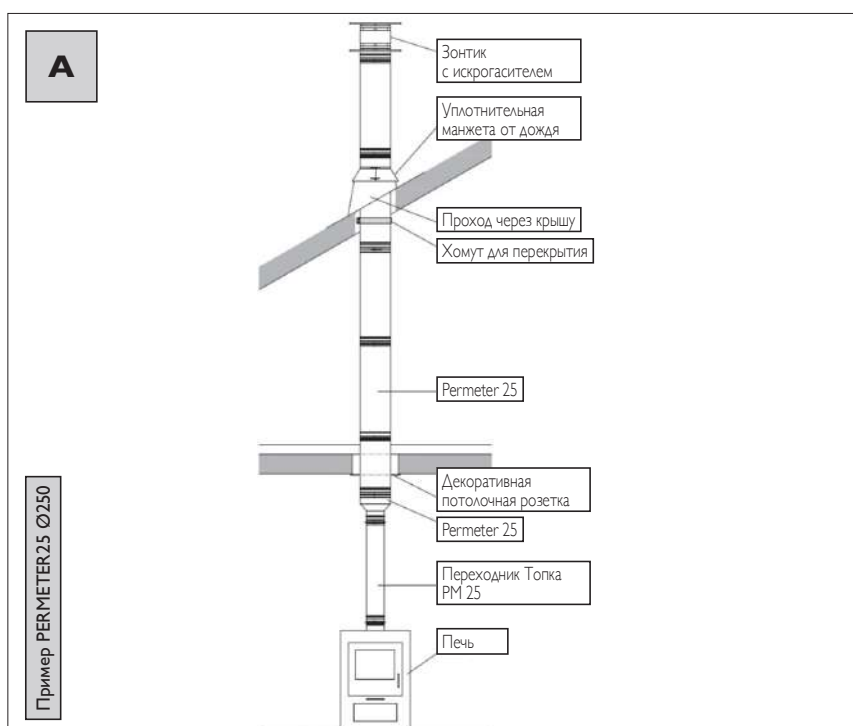 A
Зонтик
с искрогасителем
Уплотнительная
манжета от дождя
Проход через крышу
Хомут для перекрытия
Permeter 25
Декоративная
потолочная розетка
Permeter 25
Переходник Топка
PM 25
Печь
Пример PERMETER25 Ø250